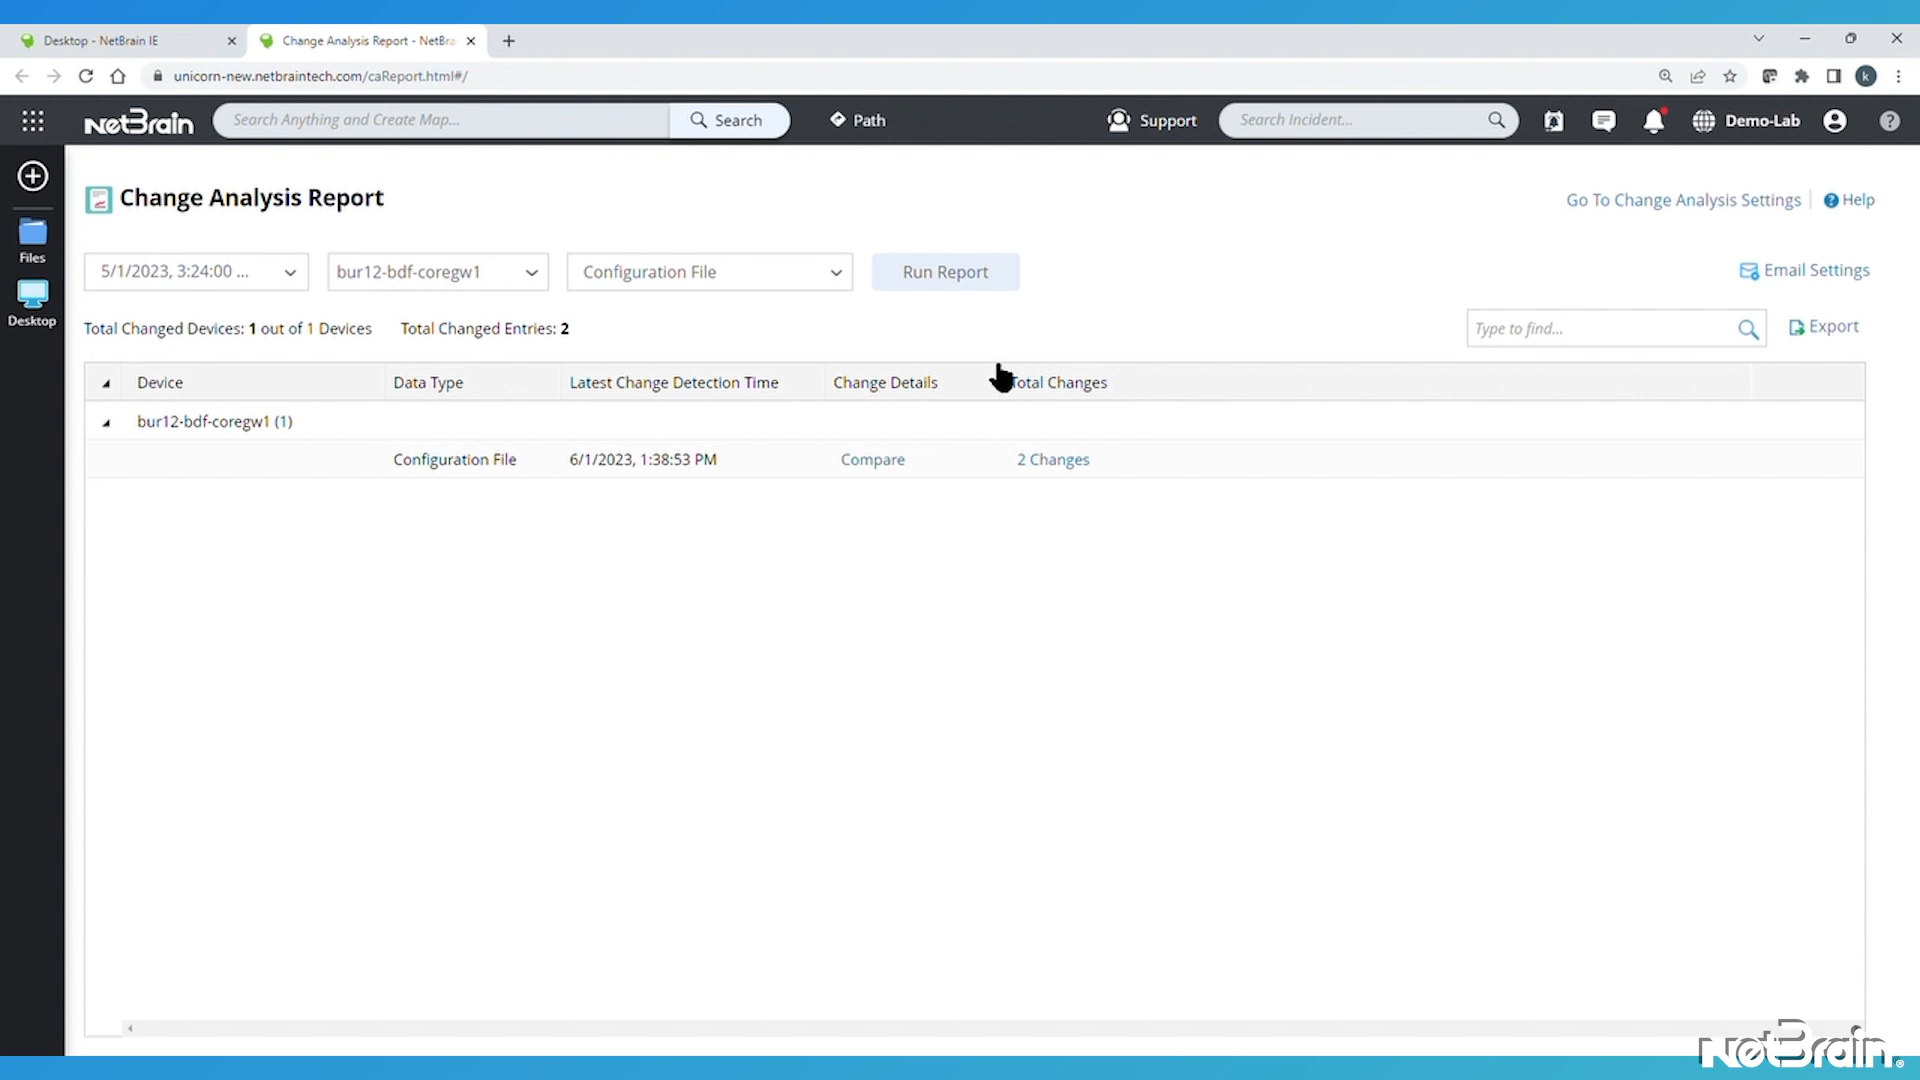 Desktop - NetBrain IE
Change Analysis Report - NetBra
unicorn-new.netbraintech.com/caReport.html#/
k
NetBrain
Search Anything and Create Map...
Search
Path
Support
Search Incident...
Demo-Lab
?
Change Analysis Report
Go To Change Analysis Settings
? Help
Files
5/1/2023, 3:24:00 ...
bur12-bdf-coregw1
Configuration File
Run Report
Email Settings
Desktop
Total Changed Devices: 1 out of 1 Devices
Total Changed Entries: 2
Type to find...
Export
Device
Data Type
Latest Change Detection Time
Change Details
Total Changes
bur12-bdf-coregw1 (1)
Configuration File
6/1/2023, 1:38:53 PM
Compare
2 Changes
NetBrain®